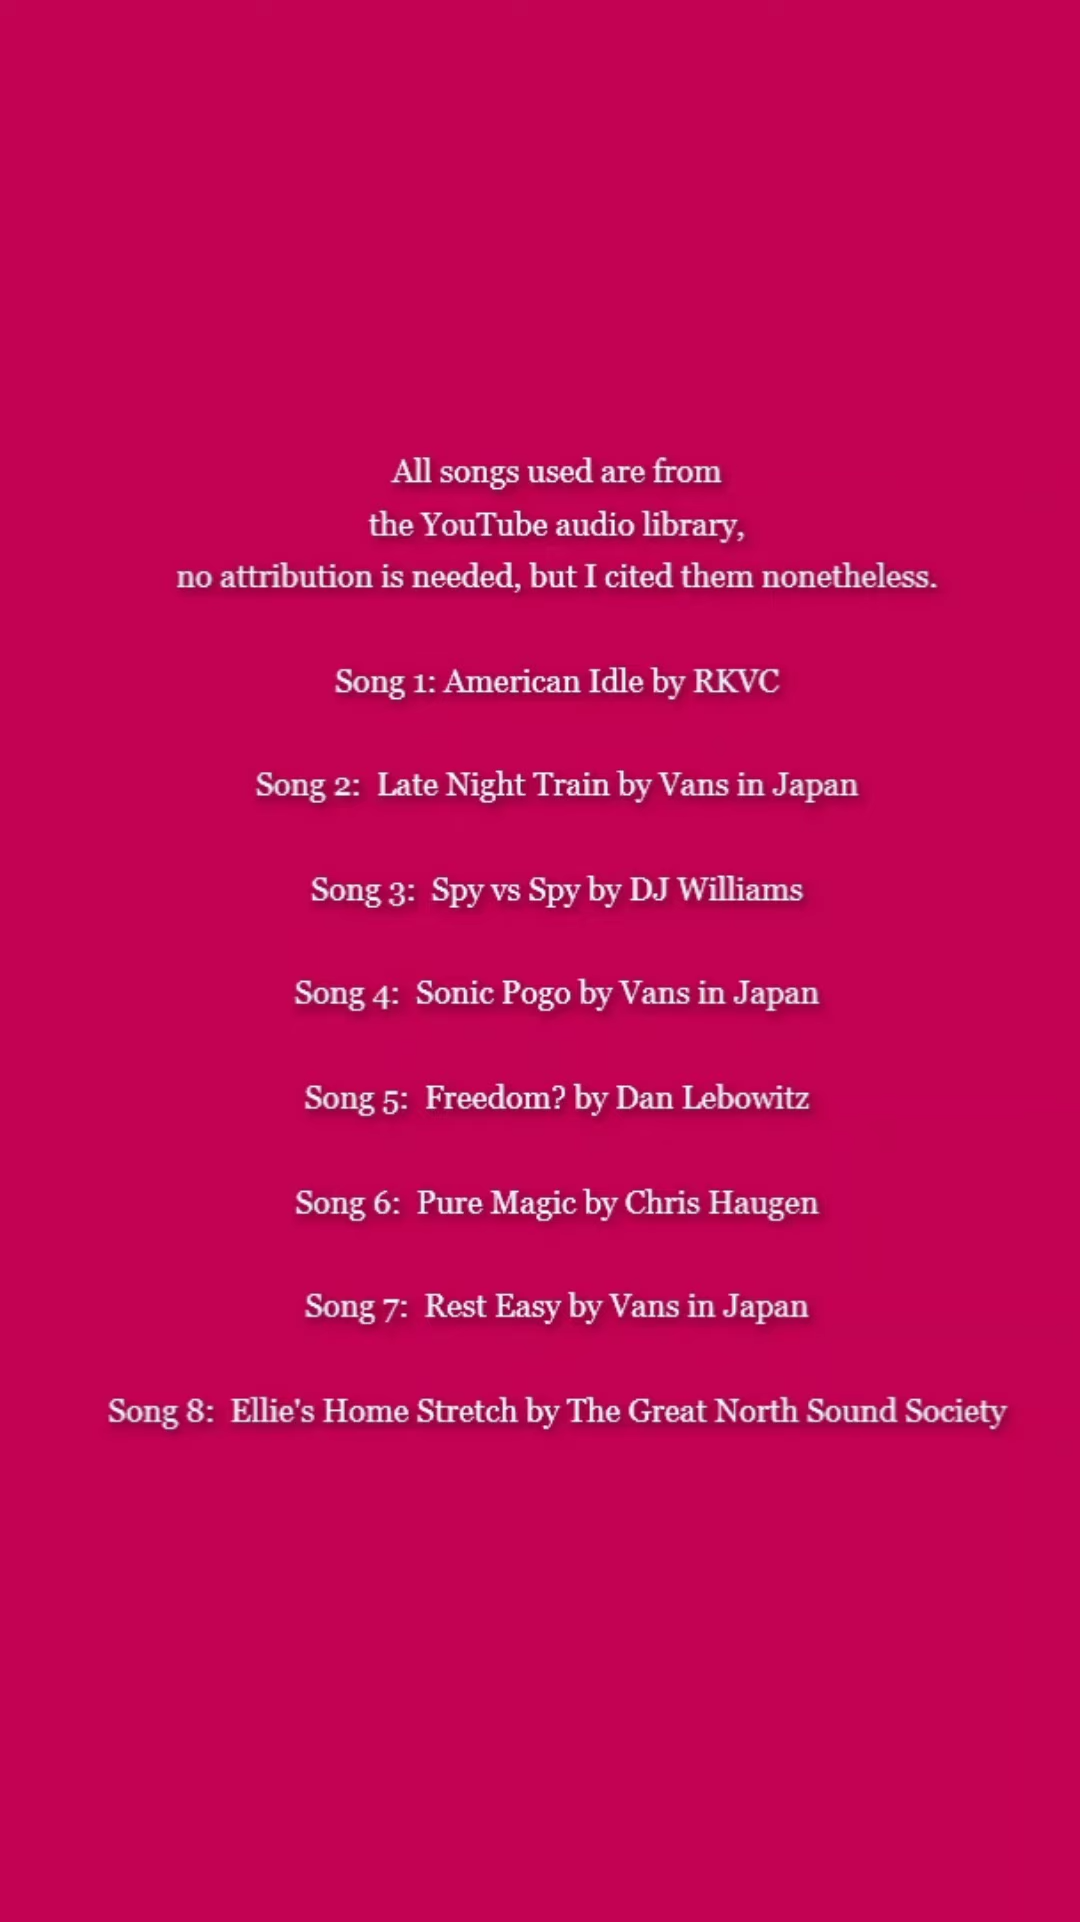 All songs used are from
the YouTube audio library,
no attribution is needed, but I cited them nonetheless.
Song 1: American Idle by RKVC
Song 2:  Late Night Train by Vans in Japan
Song 3:  Spy vs Spy by DJ Williams
Song 4:  Sonic Pogo by Vans in Japan
Song 5:  Freedom? by Dan Lebowitz
Song 6:  Pure Magic by Chris Haugen
Song 7:  Rest Easy by Vans in Japan
Song 8:  Ellie's Home Stretch by The Great North Sound Society